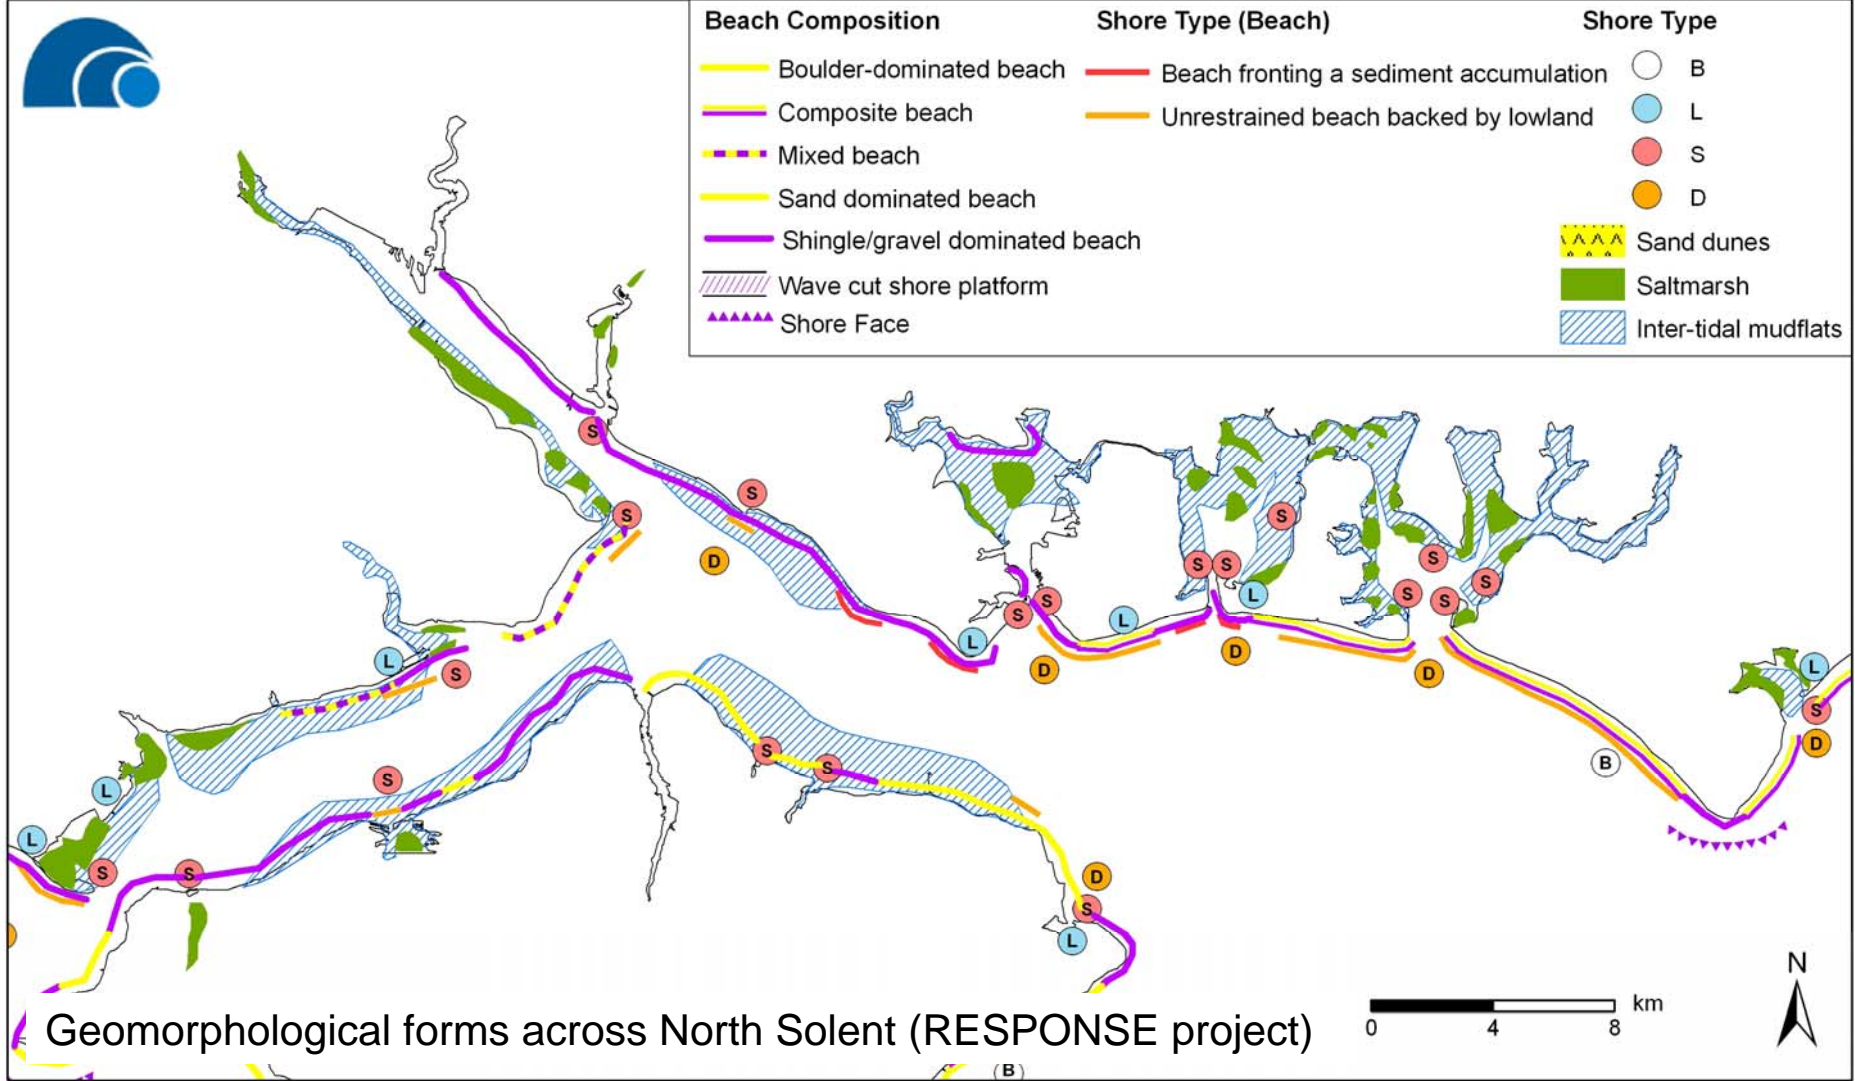 Beach Composition
Boulder-dominated beach
Composite beach
Mixed beach
Sand dominated beach
Shingle/gravel dominated beach
Wave cut shore platform
Shore Face
Shore Type (Beach)
Beach fronting a sediment accumulation
Unrestrained beach backed by lowland
Shore Type
B
L
S
D
Sand dunes
Saltmarsh
Inter-tidal mudflats
S
S
S
D
S
S
S
S
S
S
S
S
S
L
L
L
S
S
L
L
D
D
D
S
L
S
D
B
S
S
S
L
L
S
S
D
S
L
N
km
0 4 8
Geomorphological forms across North Solent (RESPONSE project)
B